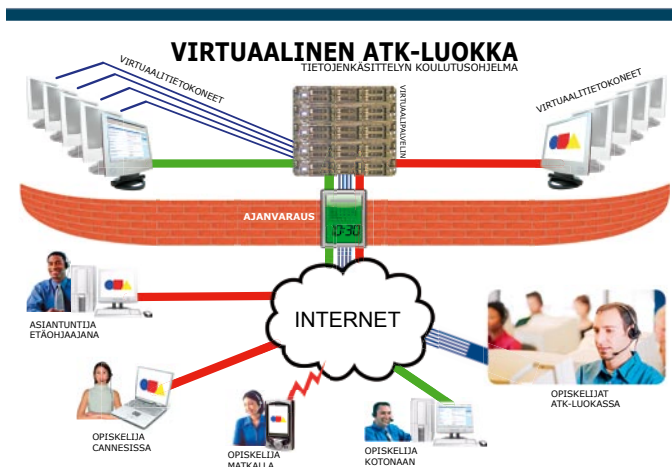 VIRTUAALINEN ATK-LUOKKA
TIETOJENKÄSITTELYN KOULUTUSOHJELMA
VIRTUAALITIETOKONEET
VIRTUAALIPALVELIN
VIRTUAALITIETOKONEET
AJANVARAUS
10:30
INTERNET
ASIANTUNTIJA
ETÄOHJAAJANA
OPISKELIJA
CANNESISSA
OPISKELIJA
MATKALLA
OPISKELIJA
KOTONAAN
OPISKELIJAT
ATK-LUOKASSA